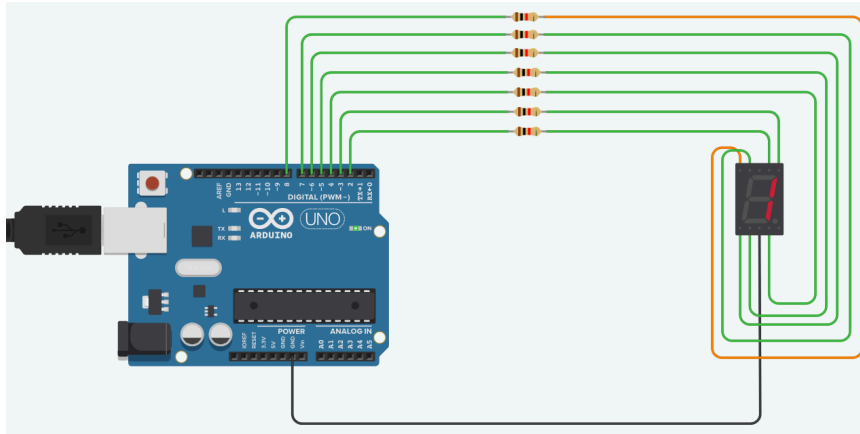 AREF
GND
13
12
~11
~10
~9
8
7
~6
~5
4
~3
2
TX→1
RX←0
DIGITAL (PWM~)
L
TX
RX
UNO
ARDUINO
ON
1
POWER
ANALOG IN
IOREF
RESET
3.3V
5V
GND
GND
Vin
A0
A1
A2
A3
A4
A5